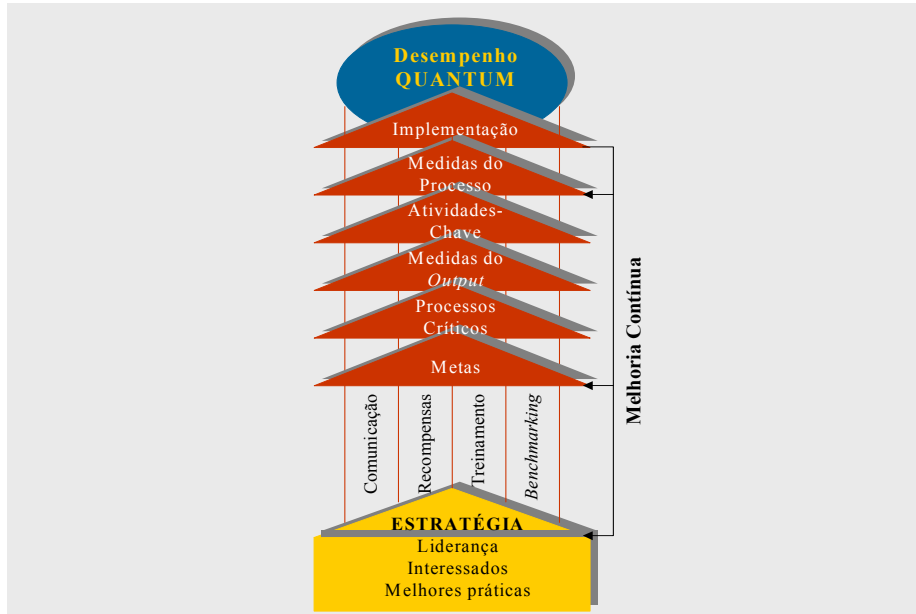 Desempenho
QUANTUM
Implementação
Medidas do
Processo
Atividades-
Chave
Medidas do
Output
Processos
Críticos
Metas
Comunicação
Recompensas
Treinamento
Benchmarking
Melhoria Contínua
ESTRATÉGIA
Liderança
Interessados
Melhores práticas